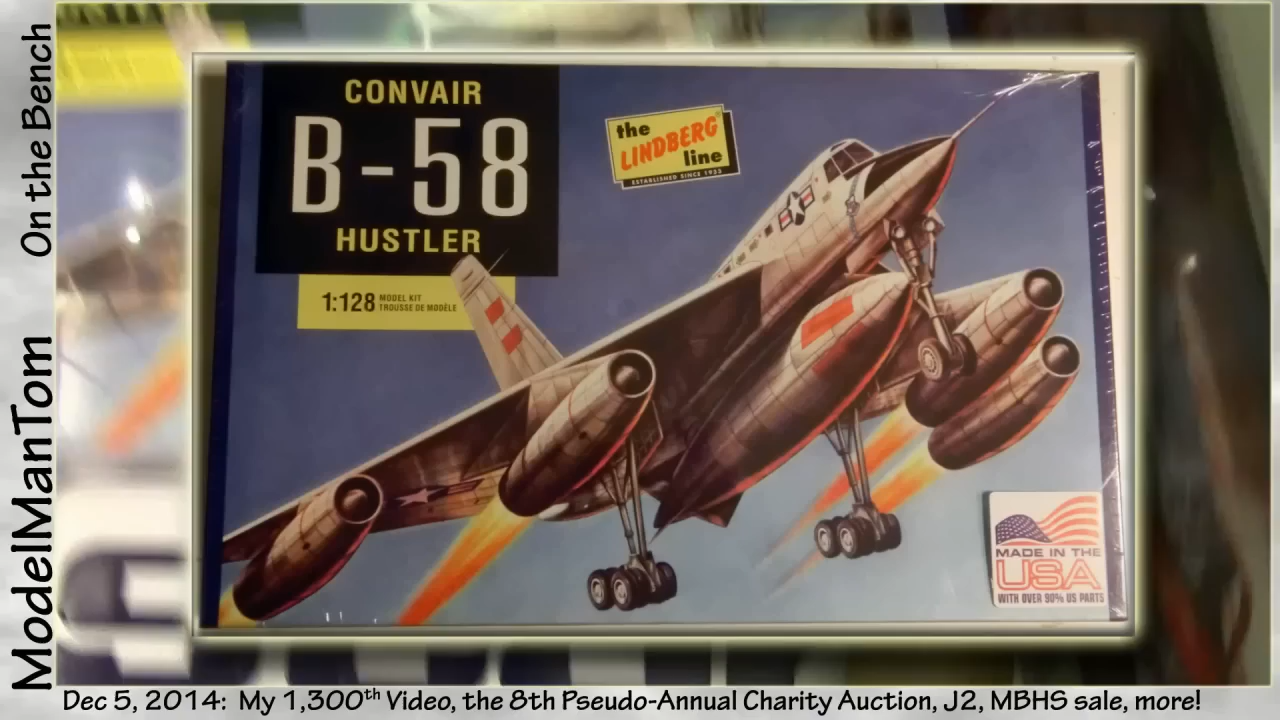 On the Bench
ModelManTom
CONVAIR
B-58
HUSTLER
1:128 MODEL KIT
TROUSSE DE MODÈLE
the
LINDBERG
line
ESTABLISHED SINCE 1933
MADE IN THE
USA
WITH OVER 90% US PARTS
Dec 5, 2014: My 1,300th Video, the 8th Pseudo-Annual Charity Auction, J2, MBHS sale, more!